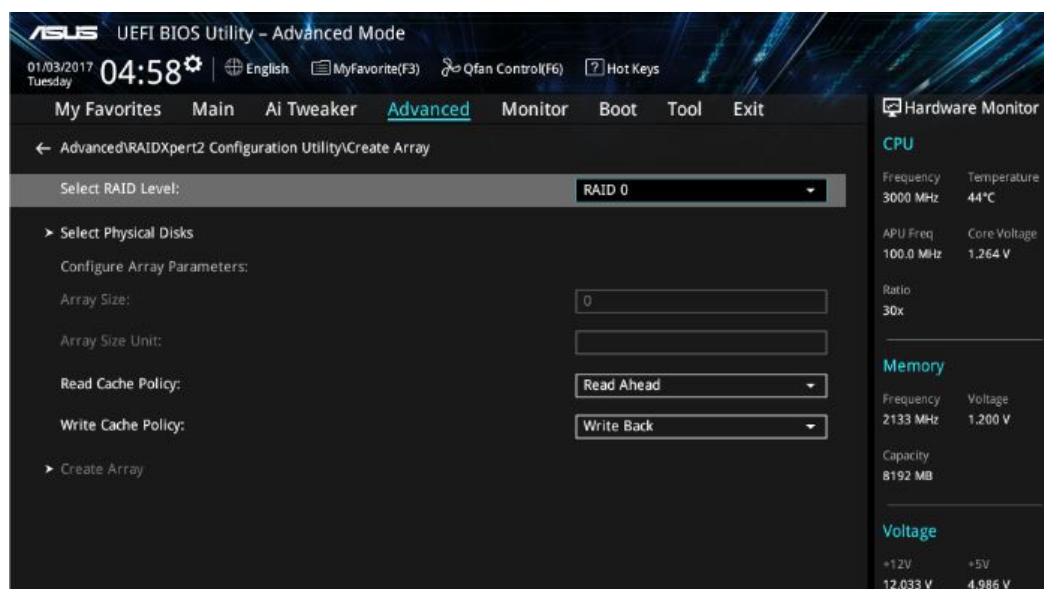 ASUS UEFI BIOS Utility – Advanced Mode
01/03/2017 Tuesday 04:58 English MyFavorite(F3) Qfan Control(F6) ? Hot Keys
My Favorites Main Ai Tweaker Advanced Monitor Boot Tool Exit
Hardware Monitor
← Advanced\RAIDXpert2 Configuration Utility\Create Array
Select RAID Level: RAID 0
> Select Physical Disks
Configure Array Parameters:
Array Size: 0
Array Size Unit:
Read Cache Policy: Read Ahead
Write Cache Policy: Write Back
> Create Array
CPU
Frequency Temperature
3000 MHz 44°C
APU Freq Core Voltage
100.0 MHz 1.264 V
Ratio
30x
Memory
Frequency Voltage
2133 MHz 1.200 V
Capacity
8192 MB
Voltage
+12V +5V
12.033 V 4.986 V